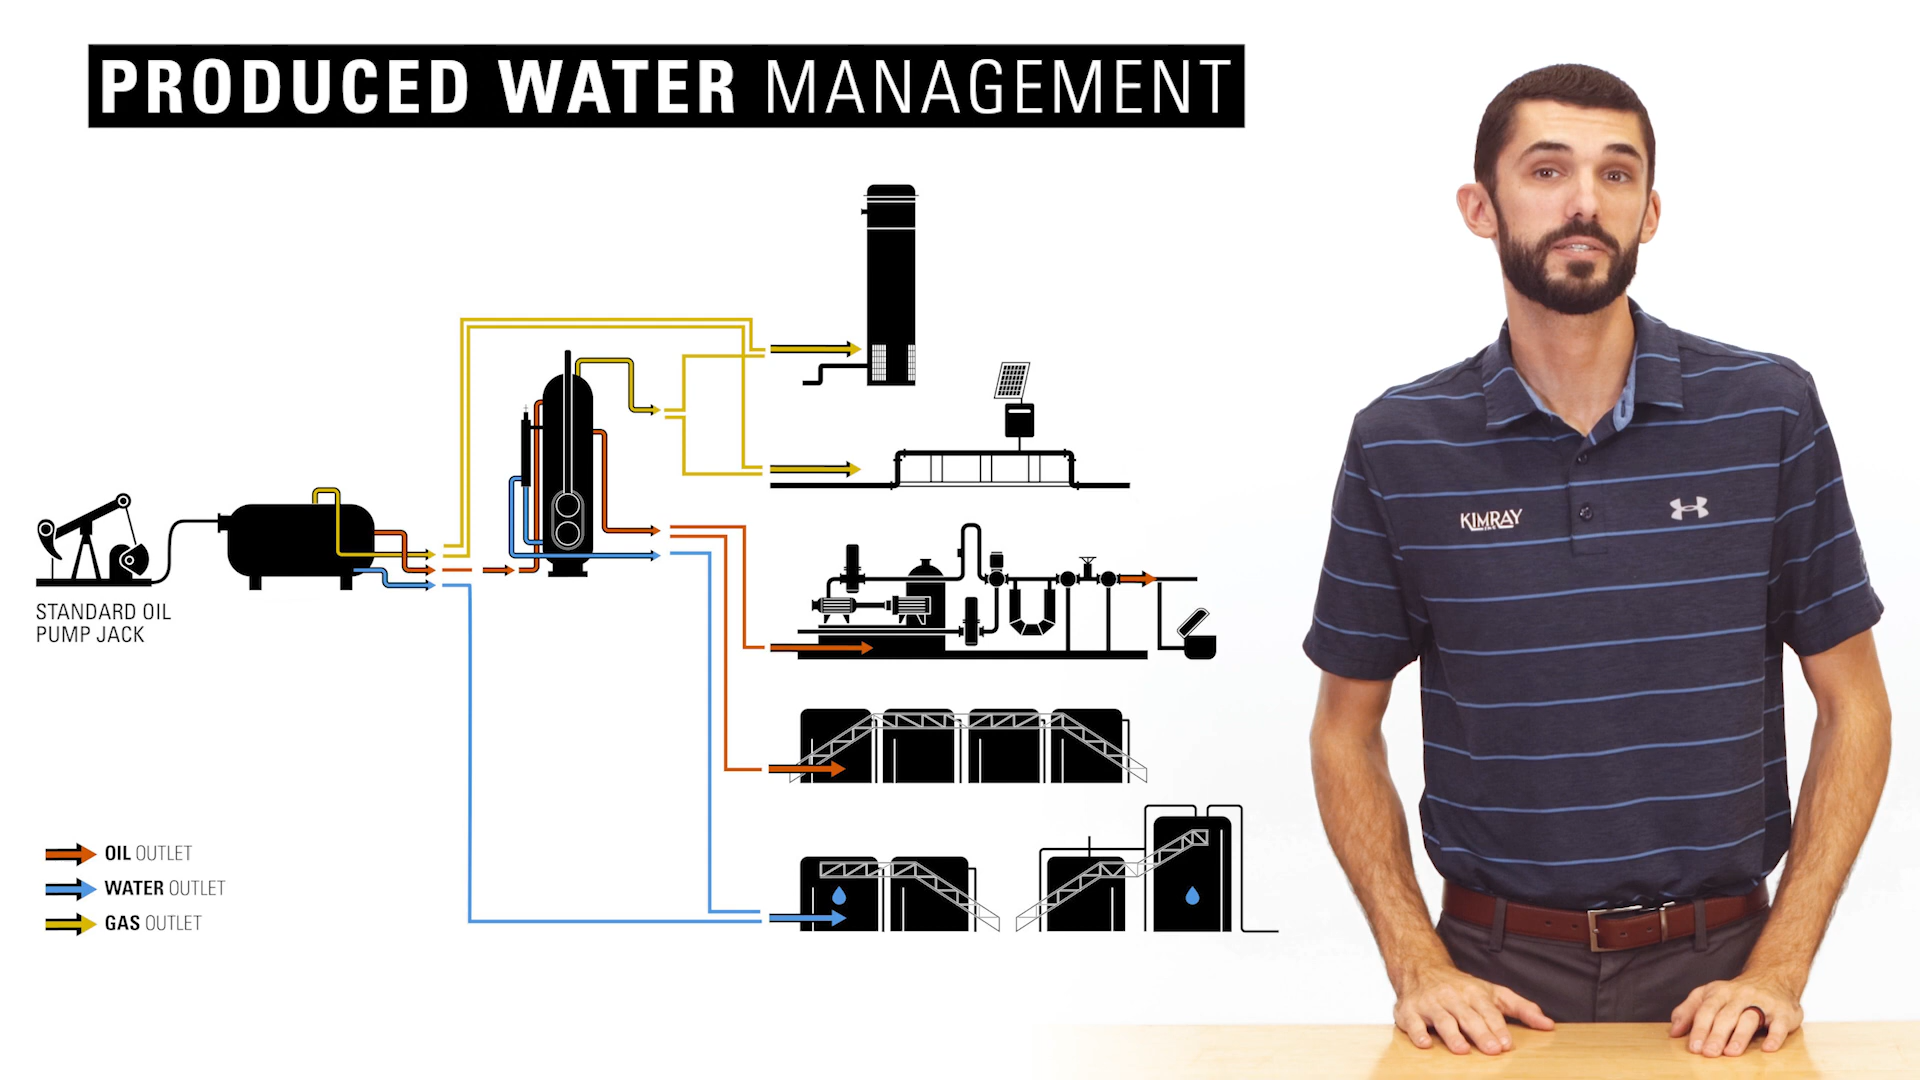 PRODUCED WATER MANAGEMENT
STANDARD OIL
PUMP JACK
OIL OUTLET
WATER OUTLET
GAS OUTLET
KIMRAY